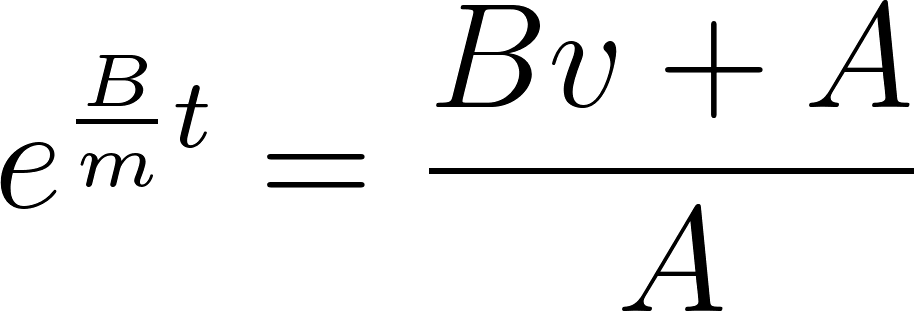 e^{\frac{B}{m}t} = \frac{Bv + A}{A}